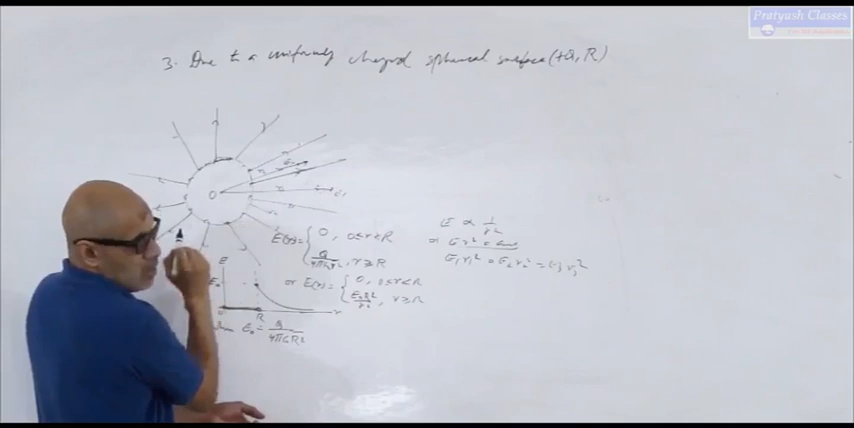 Pratyash Classes
3. Due to a uniformly charged spherical surface (+Q, R)
O
E(r) = { 0, 0≤r≥R
Q/4πε₀r², r≥R
or E(r) = { 0, 0≤r<R
E₀R²/r², r≥R
E
E₀
O R r
E₀ = Q/4πε₀R²
E ∝ 1/r²
or Er² = const
E₁r₁² = E₂r₂² = E₃r₃²